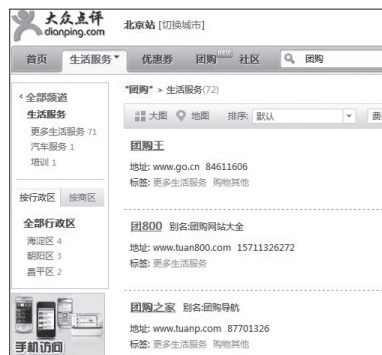 大众点评
dianping.com
北京站 [切换城市]
首页 生活服务 优惠券 团购 社区 团购
‹全部频道
生活服务
更多生活服务 71
汽车服务 1
培训 1
按行政区 按商区
全部行政区
海淀区 4
朝阳区 3
昌平区 2
手机访问
"团购" > 生活服务(72)
大图 地图 排序: 默认
团购王
地址: www.go.cn 84611606
标签: 更多生活服务 购物其他
团800 别名:团购网站大全
地址: www.tuan800.com 15711326272
标签: 更多生活服务
团购之家 别名:团购导航
地址: www.tuanp.com 87701326
标签: 更多生活服务 购物其他